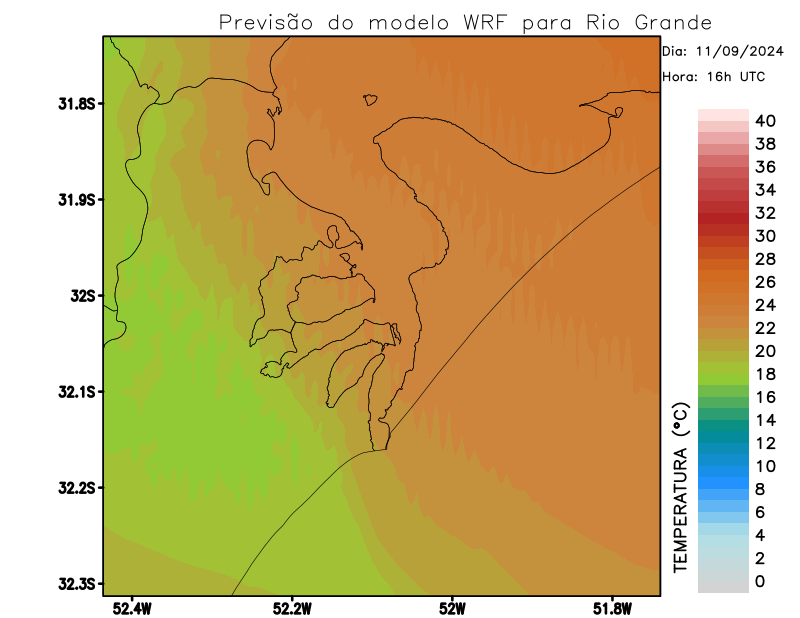 Previsão do modelo WRF para Rio Grande
Dia: 11/09/2024
Hora: 16h UTC
31.8S
31.9S
32S
32.1S
32.2S
32.3S
52.4W
52.2W
52W
51.8W
40
38
36
34
32
30
28
26
24
22
20
18
16
14
12
10
8
6
4
2
0
TEMPERATURA (°C)